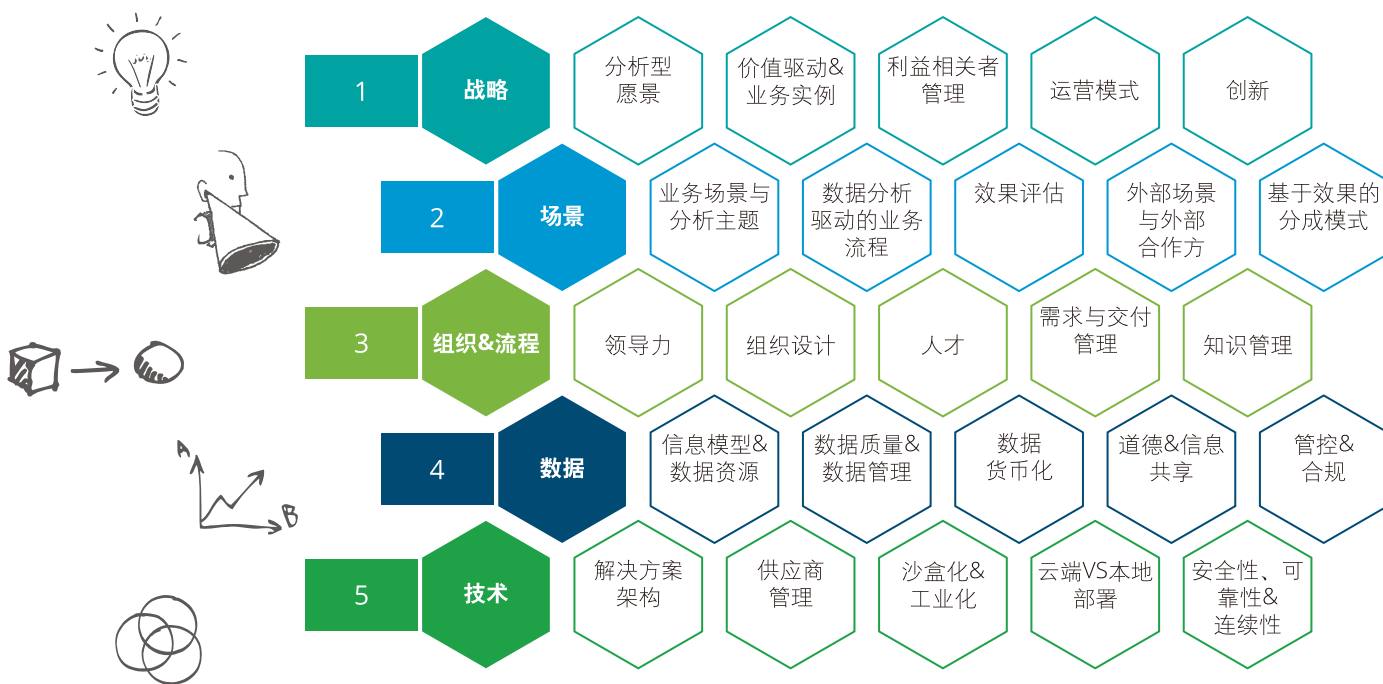 1
战略
分析型
愿景
价值驱动&
业务实例
利益相关者
管理
运营模式
创新
2
场景
业务场景与
分析主题
数据分析
驱动的业务
流程
效果评估
外部场景
与外部
合作方
基于效果的
分成模式
3
组织&流程
领导力
组织设计
人才
需求与交付
管理
知识管理
4
数据
信息模型&
数据资源
数据质量&
数据管理
数据
货币化
道德&信息
共享
管控&
合规
A
B
5
技术
解决方案
架构
供应商
管理
沙盒化&
工业化
云端VS本地
部署
安全性、可
靠性&
连续性